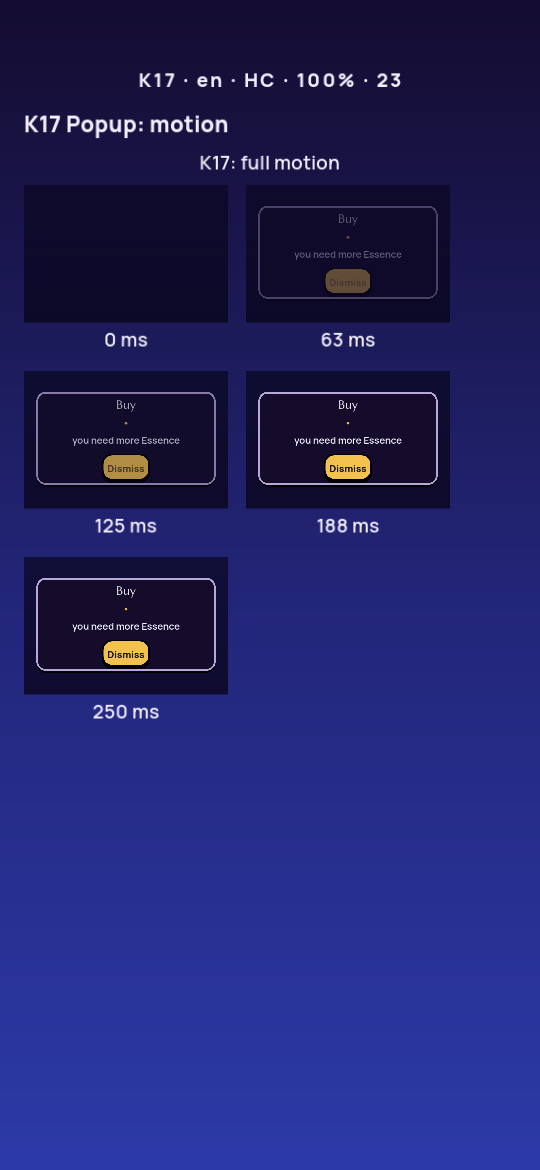 K17 · en · HC · 100% · 23
K17 Popup: motion
K17: full motion
0 ms
Buy
you need more Essence
Dismiss
63 ms
Buy
you need more Essence
Dismiss
125 ms
Buy
you need more Essence
Dismiss
188 ms
Buy
you need more Essence
Dismiss
250 ms